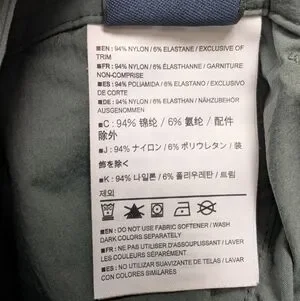 ■EN : 94% NYLON / 6% ELASTANE / EXCLUSIVE OF
TRIM
■FR : 94% NYLON / 6% ÉLASTHANNE / GARNITURE
NON-COMPRISE
■ES : 94% POLIAMIDA / 6% ELASTANO / EXCLUSIVO
DE CORTE
■DE : 94% NYLON / 6% ELASTHAN / NÄHZUBEHÖR
AUSGENOMMEN
■C : 94% 锦纶 / 6% 氨纶 / 配件
除外
■J : 94% ナイロン / 6% ポリウレタン / 装
飾を除く
■K : 94% 나일론 / 6% 폴리우레탄 / 트림
제외
■EN: DO NOT USE FABRIC SOFTENER / WASH
DARK COLORS SEPARATELY
■FR : NE PAS UTILISER D'ASSOUPLISSANT / LAVER
LES COULEURS FONCÉES SÉPARÉMENT
■ES: NO UTILIZAR SUAVIZANTE DE TELAS / LAVAR
CON COLORES SIMILARES